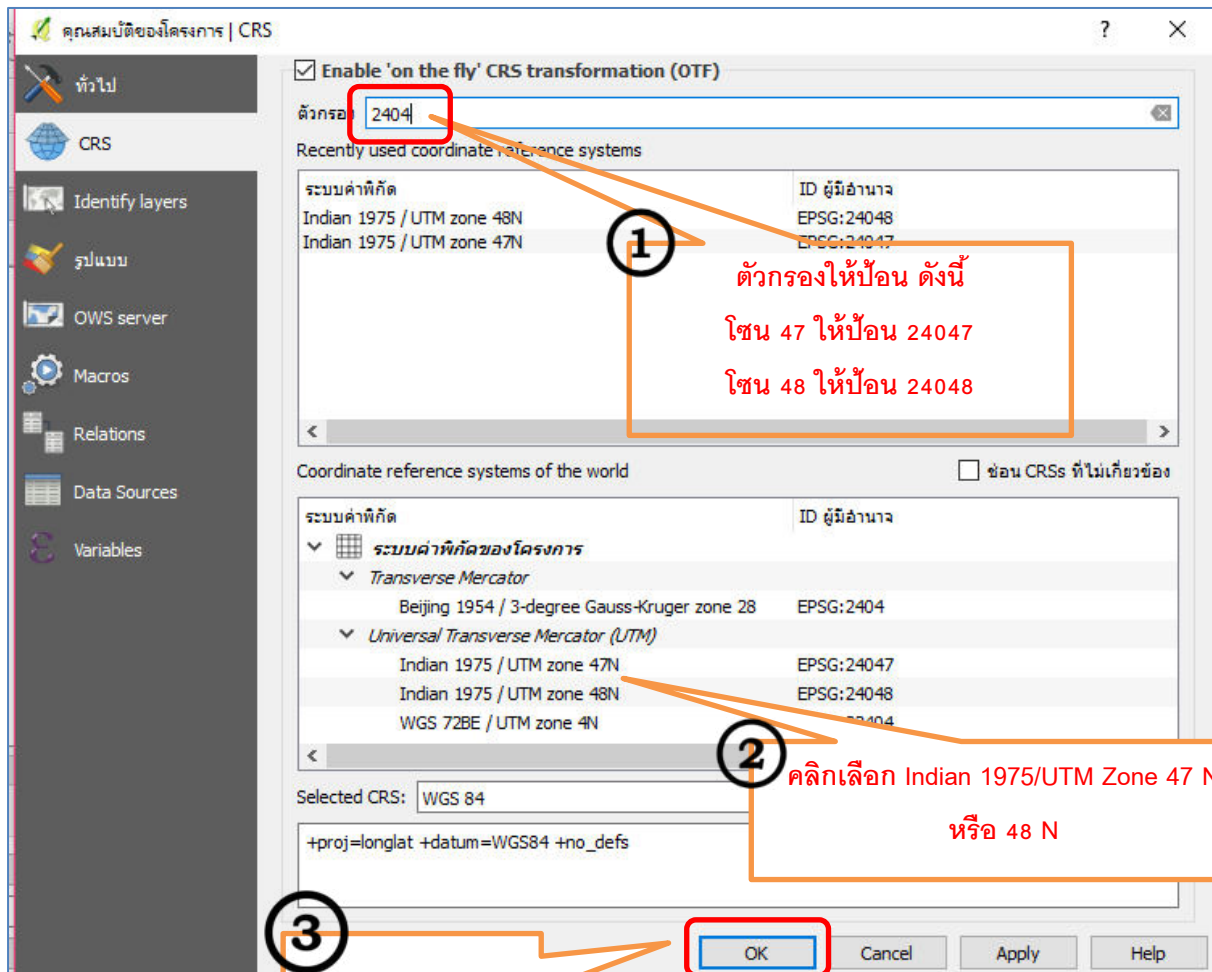 คุณสมบัติของโครงการ | CRS
?
ทั่วไป
CRS
Identify layers
รูปแบบ
OWS server
Macros
Relations
Data Sources
Variables
Enable 'on the fly' CRS transformation (OTF)
ตัวกรอง 2404
Recently used coordinate reference systems
ระบบค่าพิกัด ID ผู้มีอำนาจ
Indian 1975 / UTM zone 48N EPSG:24048
Indian 1975 / UTM zone 47N EPSG:24047
1
ตัวกรองให้ป้อน ดังนี้
โซน 47 ให้ป้อน 24047
โซน 48 ให้ป้อน 24048
Coordinate reference systems of the world ซ่อน CRSs ที่ไม่เกี่ยวข้อง
ระบบค่าพิกัด ID ผู้มีอำนาจ
ระบบค่าพิกัดของโครงการ
Transverse Mercator
Beijing 1954 / 3-degree Gauss-Kruger zone 28 EPSG:2404
Universal Transverse Mercator (UTM)
Indian 1975 / UTM zone 47N EPSG:24047
Indian 1975 / UTM zone 48N EPSG:24048
WGS 72BE / UTM zone 4N
2
คลิกเลือก Indian 1975/UTM Zone 47 N
หรือ 48 N
Selected CRS: WGS 84
+proj=longlat +datum=WGS84 +no_defs
3
OK Cancel Apply Help